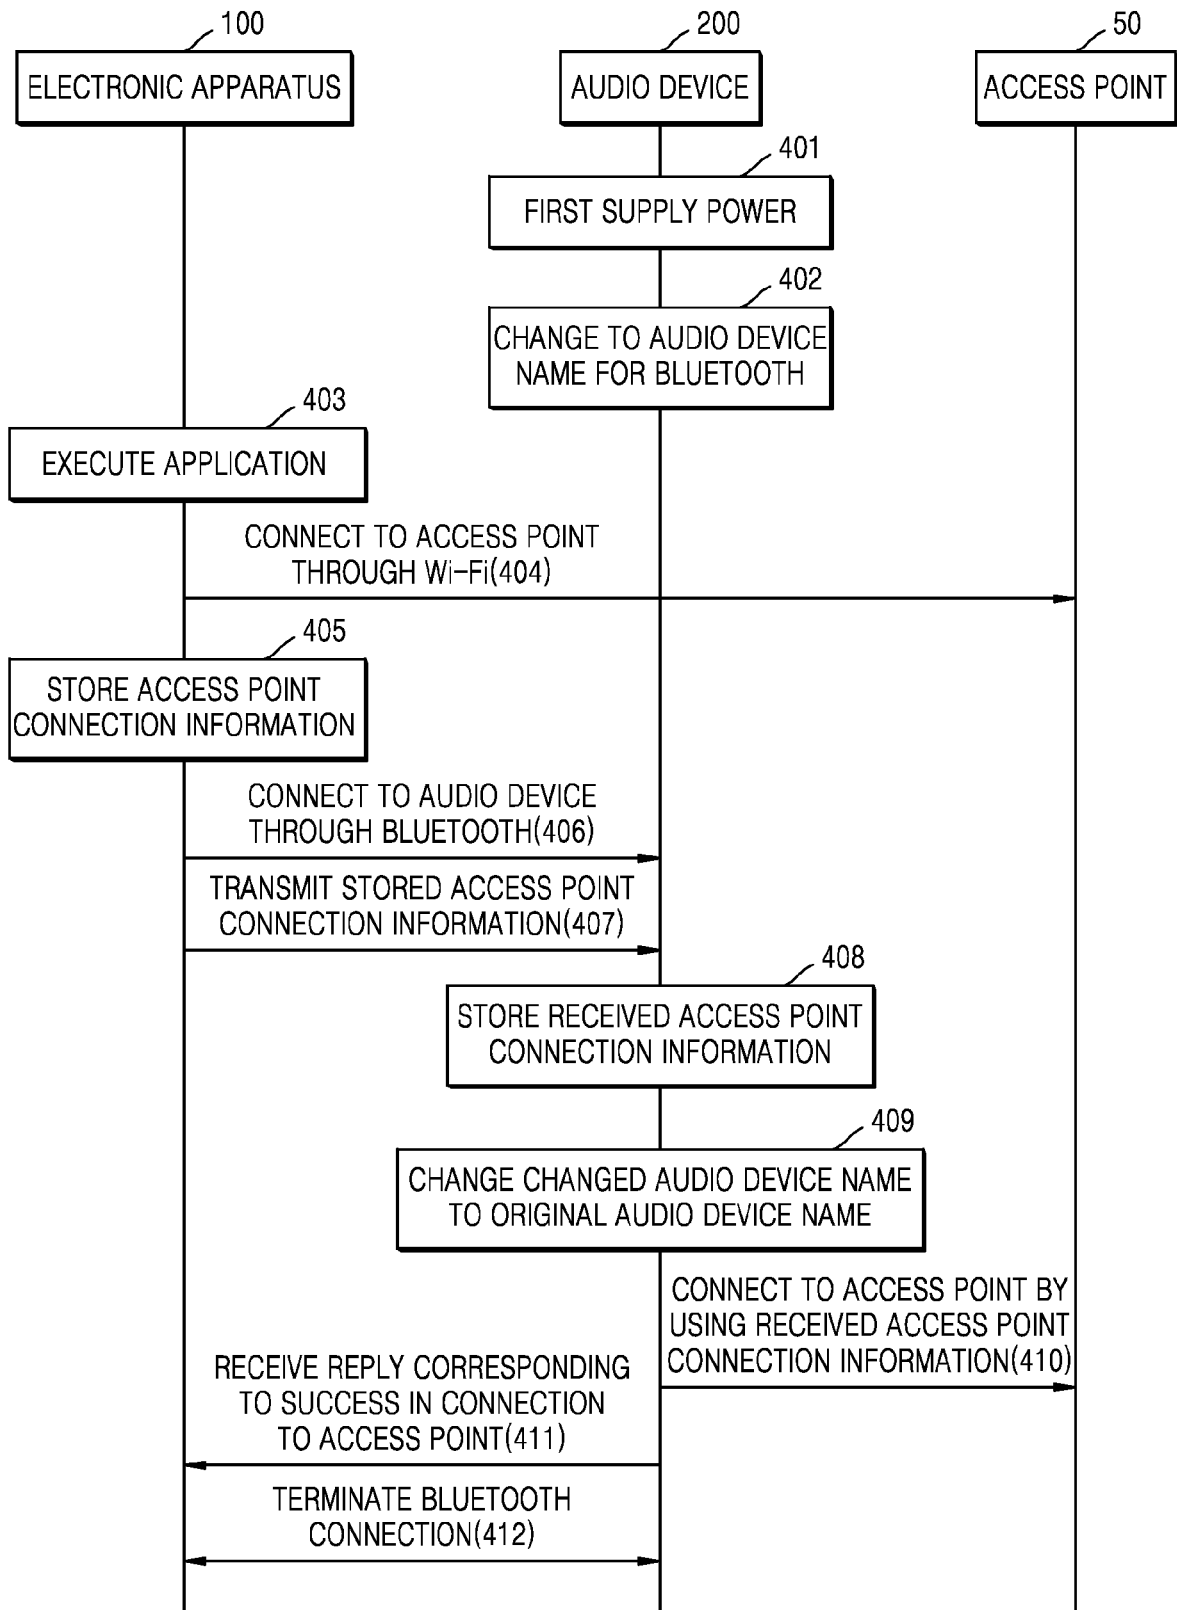 100
200
50
ELECTRONIC APPARATUS
AUDIO DEVICE
ACCESS POINT
401
FIRST SUPPLY POWER
402
CHANGE TO AUDIO DEVICE
NAME FOR BLUETOOTH
403
EXECUTE APPLICATION
CONNECT TO ACCESS POINT
THROUGH Wi-Fi(404)
405
STORE ACCESS POINT
CONNECTION INFORMATION
CONNECT TO AUDIO DEVICE
THROUGH BLUETOOTH(406)
TRANSMIT STORED ACCESS POINT
CONNECTION INFORMATION(407)
408
STORE RECEIVED ACCESS POINT
CONNECTION INFORMATION
409
CHANGE CHANGED AUDIO DEVICE NAME
TO ORIGINAL AUDIO DEVICE NAME
CONNECT TO ACCESS POINT BY
USING RECEIVED ACCESS POINT
CONNECTION INFORMATION(410)
RECEIVE REPLY CORRESPONDING
TO SUCCESS IN CONNECTION
TO ACCESS POINT(411)
TERMINATE BLUETOOTH
CONNECTION(412)